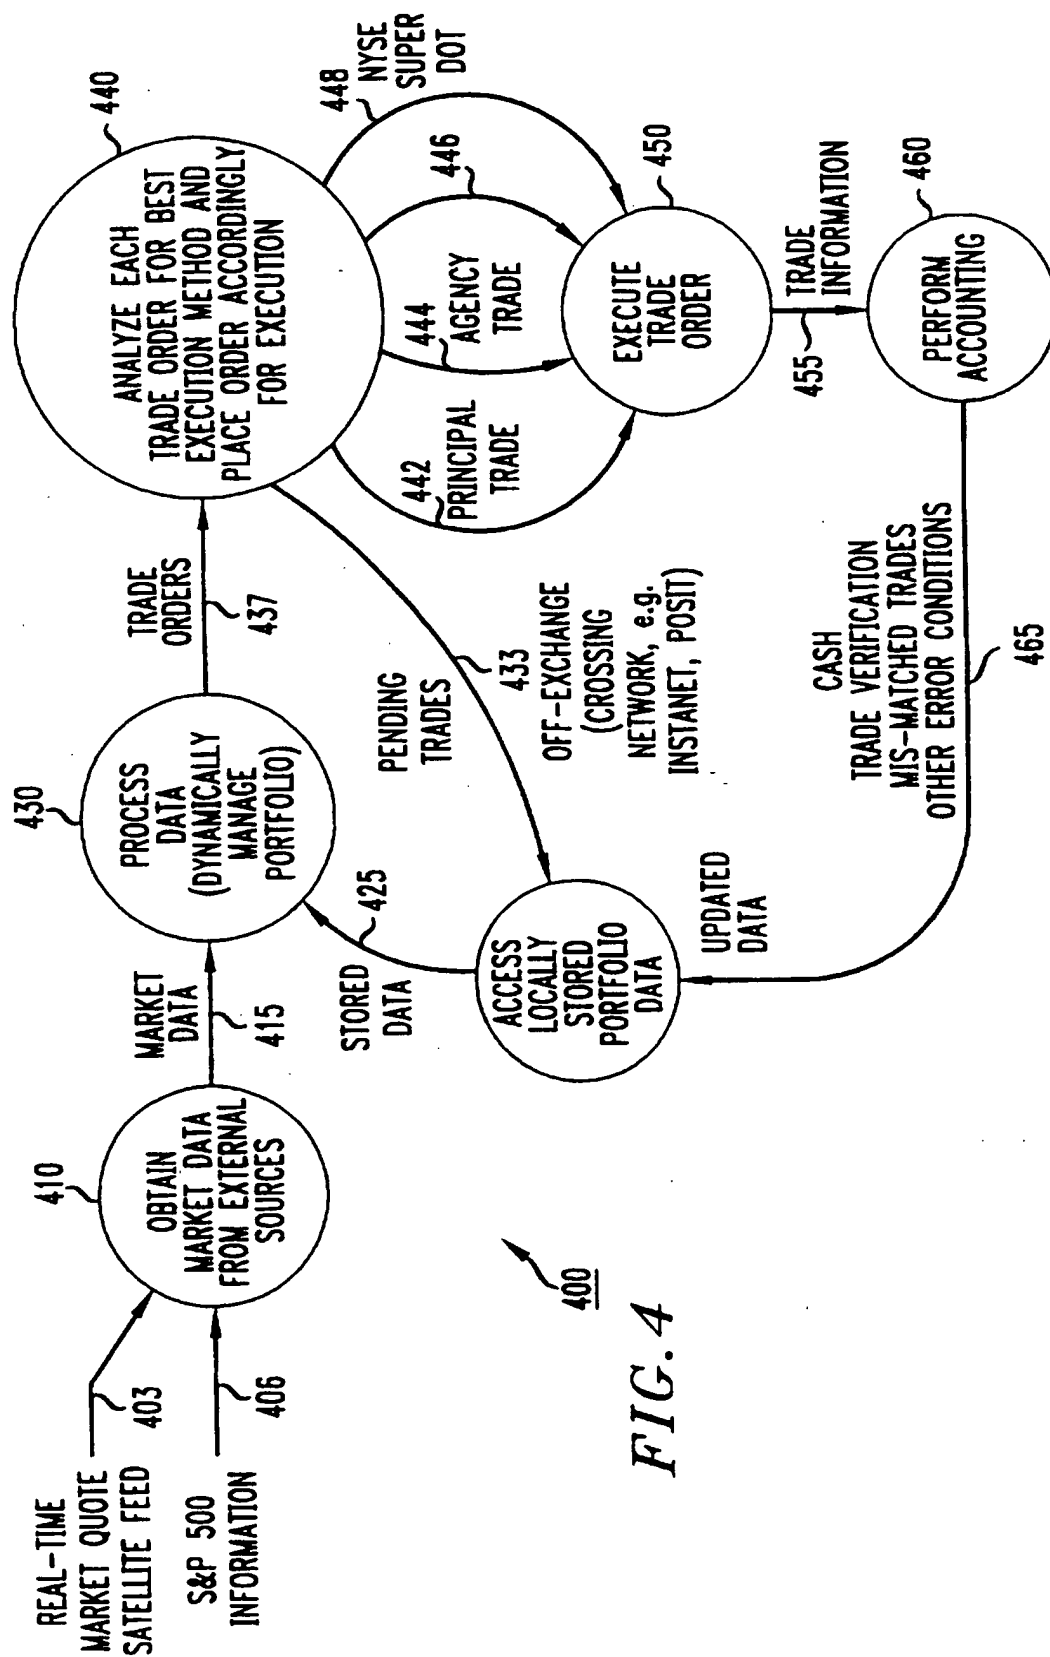 REAL-TIME
MARKET QUOTE
SATELLITE FEED
403
S&P 500
INFORMATION
406
410
OBTAIN
MARKET DATA
FROM EXTERNAL
SOURCES
MARKET
DATA
415
430
PROCESS
DATA
(DYNAMICALLY
MANAGE
PORTFOLIO)
TRADE
ORDERS
437
440
ANALYZE EACH
TRADE ORDER FOR BEST
EXECUTION METHOD AND
PLACE ORDER ACCORDINGLY
FOR EXECUTION
STORED
DATA
425
ACCESS
LOCALLY
STORED
PORTFOLIO
DATA
PENDING
TRADES
433
OFF-EXCHANGE
(CROSSING
NETWORK, e.g.
INSTANET, POSIT)
442
PRINCIPAL
TRADE
444
AGENCY
TRADE
446
448
NYSE
SUPER
DOT
450
EXECUTE
TRADE
ORDER
455
TRADE
INFORMATION
460
PERFORM
ACCOUNTING
CASH
TRADE VERIFICATION
MIS-MATCHED TRADES
OTHER ERROR CONDITIONS
465
UPDATED
DATA
400
FIG. 4